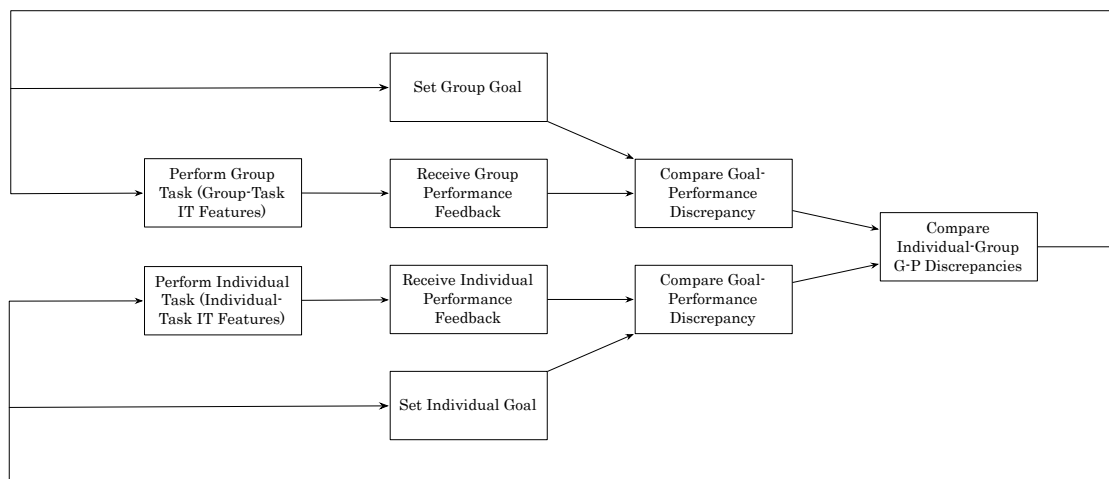 Set Group Goal
Perform Group
Task (Group-Task
IT Features)
Receive Group
Performance
Feedback
Compare Goal-
Performance
Discrepancy
Compare
Individual-Group
G-P Discrepancies
Perform Individual
Task (Individual-
Task IT Features)
Receive Individual
Performance
Feedback
Compare Goal-
Performance
Discrepancy
Set Individual Goal